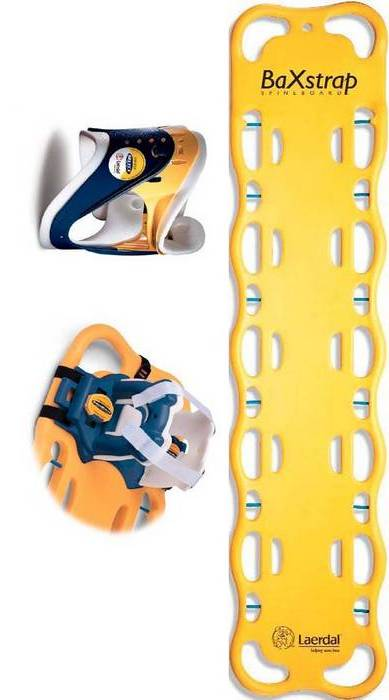 BaXstrap
SPINEBOARD
Laerdal
helping save lives